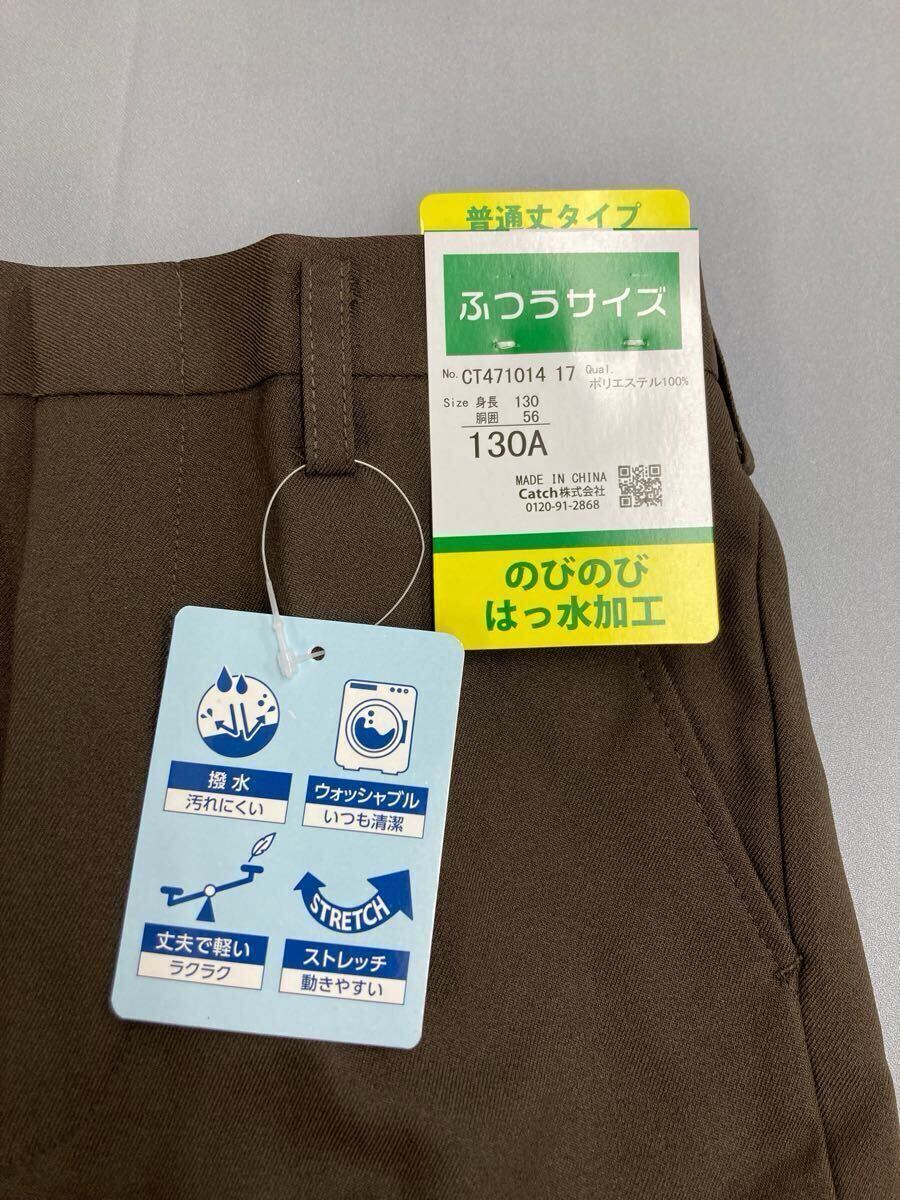 普通丈タイプ
ふつうサイズ
No. CT471014 17 Qual.
ポリエステル100%
Size 身長 130
胴囲 56
130A
MADE IN CHINA
Catch株式会社
0120-91-2868
のびのび
はっ水加工
撥水
汚れにくい
ウォッシャブル
いつも清潔
丈夫で軽い
ラクラク
STRETCH
ストレッチ
動きやすい